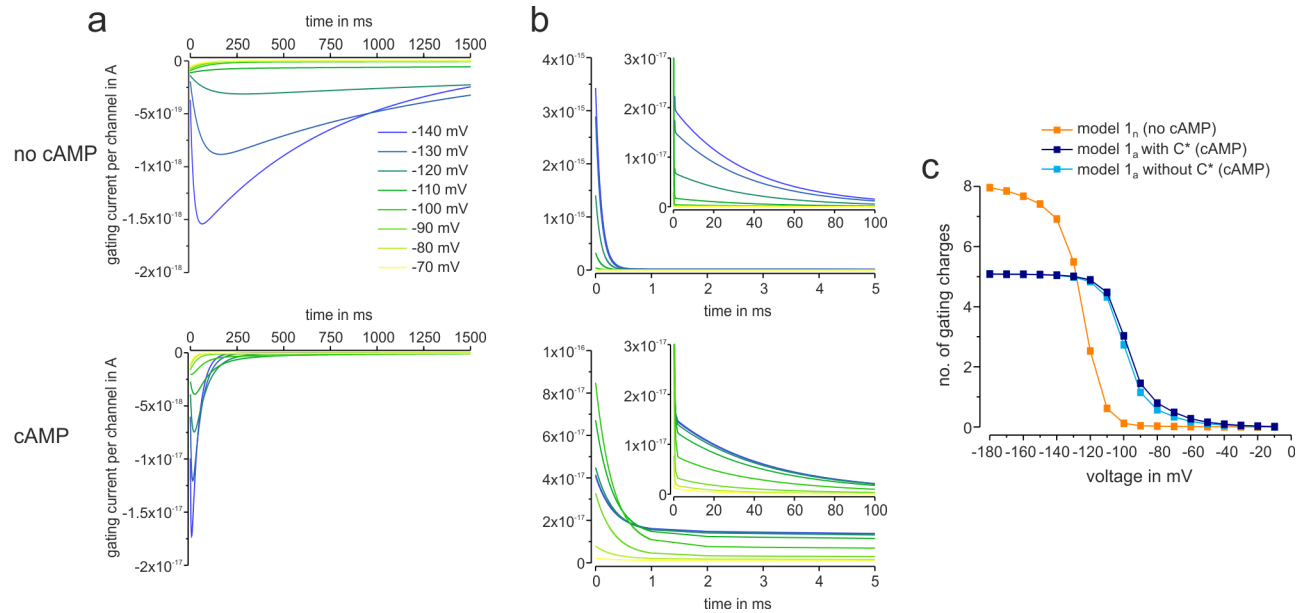 a
b
c
no cAMP
cAMP
time in ms
0 250 500 750 1000 1500
gating current per channel in A
0
-5x10-19
-1x10-18
-1.5x10-18
-2x10-18
-140 mV
-130 mV
-120 mV
-110 mV
-100 mV
-90 mV
-80 mV
-70 mV
4x10-15
3x10-15
2x10-15
1x10-15
0
0 1 2 3 4 5
time in ms
3x10-17
2x10-17
1x10-17
0
0 20 40 60 80 100
time in ms
0 250 500 750 1000 1500
gating current per channel in A
0
-5x10-18
-1x10-17
-1.5x10-17
-2x10-17
1x10-16
8x10-17
6x10-17
4x10-17
2x10-17
0
0 1 2 3 4 5
time in ms
3x10-17
2x10-17
1x10-17
0
0 20 40 60 80 100
model 1n (no cAMP)
model 1a with C* (cAMP)
model 1a without C* (cAMP)
no. of gating charges
8
6
4
2
0
-180 -160 -140 -120 -100 -80 -60 -40 -20 0
voltage in mV